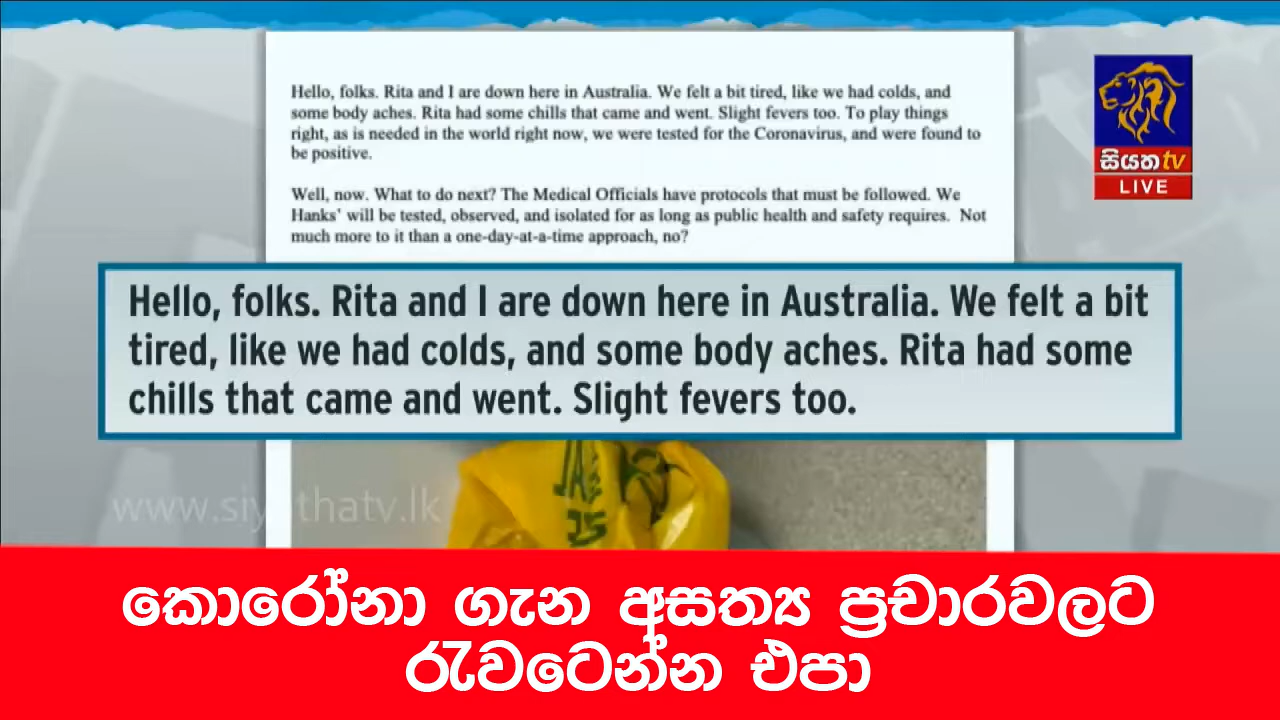 Hello, folks. Rita and I are down here in Australia. We felt a bit tired, like we had colds, and
some body aches. Rita had some chills that came and went. Slight fevers too. To play things
right, as is needed in the world right now, we were tested for the Coronavirus, and were found to
be positive.
Well, now. What to do next? The Medical Officials have protocols that must be followed. We
Hanks' will be tested, observed, and isolated for as long as public health and safety requires. Not
much more to it than a one-day-at-a-time approach, no?
සියත tv
LIVE
Hello, folks. Rita and I are down here in Australia. We felt a bit
tired, like we had colds, and some body aches. Rita had some
chills that came and went. Slight fevers too.
www.siyathatv.lk
කොරෝනා ගැන අසත්‍ය ප්‍රචාරවලට
රැවටෙන්න එපා